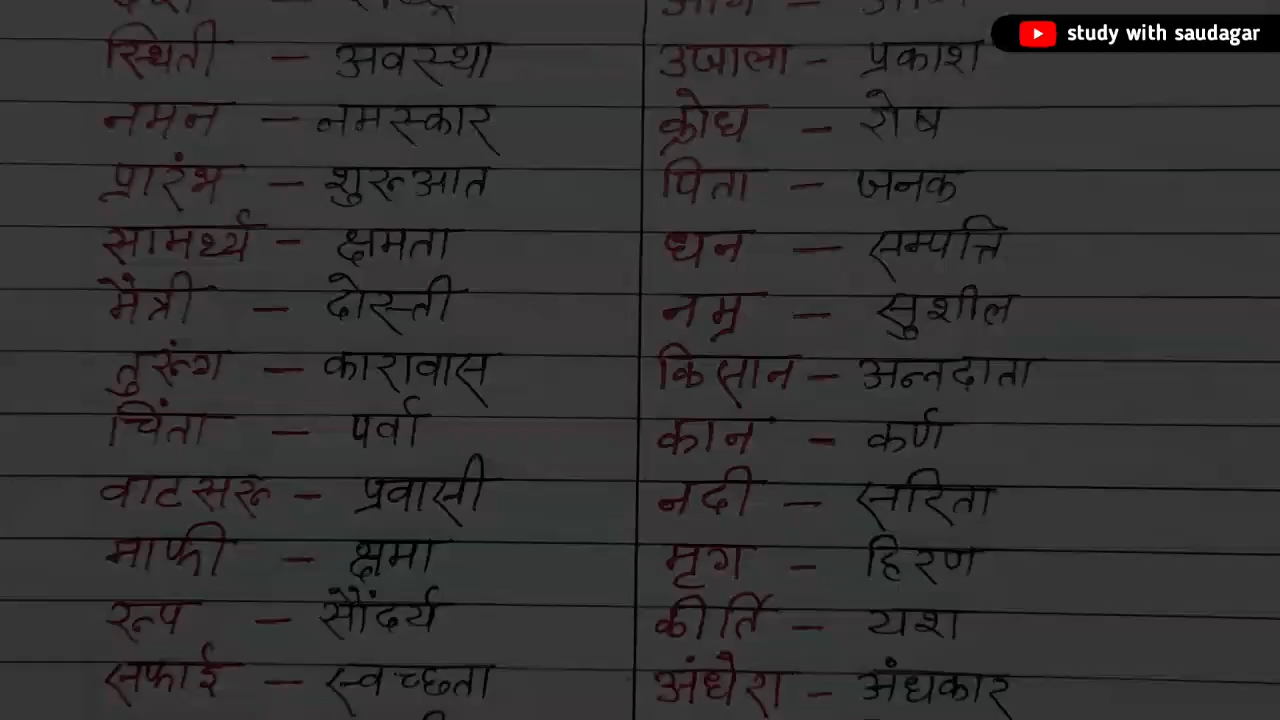 study with saudagar
स्थिती – अवस्था
नमन – नमस्कार
प्रारंभ – शुरूआत
सामर्थ्य – क्षमता
मैत्री – दोस्ती
तुरूंग – कारावास
चिंता – पर्वा
वाटसरू – प्रवासी
माफी – क्षमा
रूप – सौंदर्य
सफाई – स्वच्छता
उजाला – प्रकाश
क्रोध – रोष
पिता – जनक
धन – सम्पत्ति
नम्र – सुशील
किसान – अन्नदाता
कान – कर्ण
नदी – सरिता
मृग – हिरण
कीर्ति – यश
अंधेरा – अंधकार